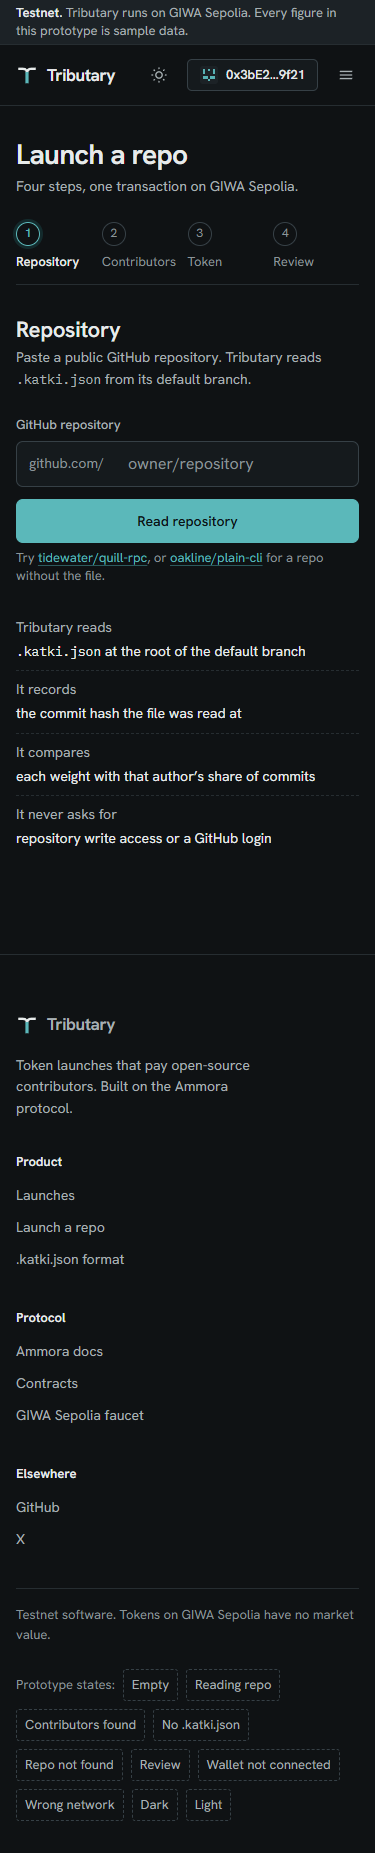 Testnet. Tributary runs on GIWA Sepolia. Every figure in
this prototype is sample data.
Tributary
0x3bE2…9f21
Launch a repo
Four steps, one transaction on GIWA Sepolia.
1
2
3
4
Repository
Contributors
Token
Review
Repository
Paste a public GitHub repository. Tributary reads
.katki.json from its default branch.
GitHub repository
github.com/ owner/repository
Read repository
Try tidewater/quill-rpc, or oakline/plain-cli for a repo
without the file.
Tributary reads
.katki.json at the root of the default branch
It records
the commit hash the file was read at
It compares
each weight with that author’s share of commits
It never asks for
repository write access or a GitHub login
Tributary
Token launches that pay open-source
contributors. Built on the Ammora
protocol.
Product
Launches
Launch a repo
.katki.json format
Protocol
Ammora docs
Contracts
GIWA Sepolia faucet
Elsewhere
GitHub
X
Testnet software. Tokens on GIWA Sepolia have no market
value.
Prototype states: Empty Reading repo
Contributors found No .katki.json
Repo not found Review Wallet not connected
Wrong network Dark Light